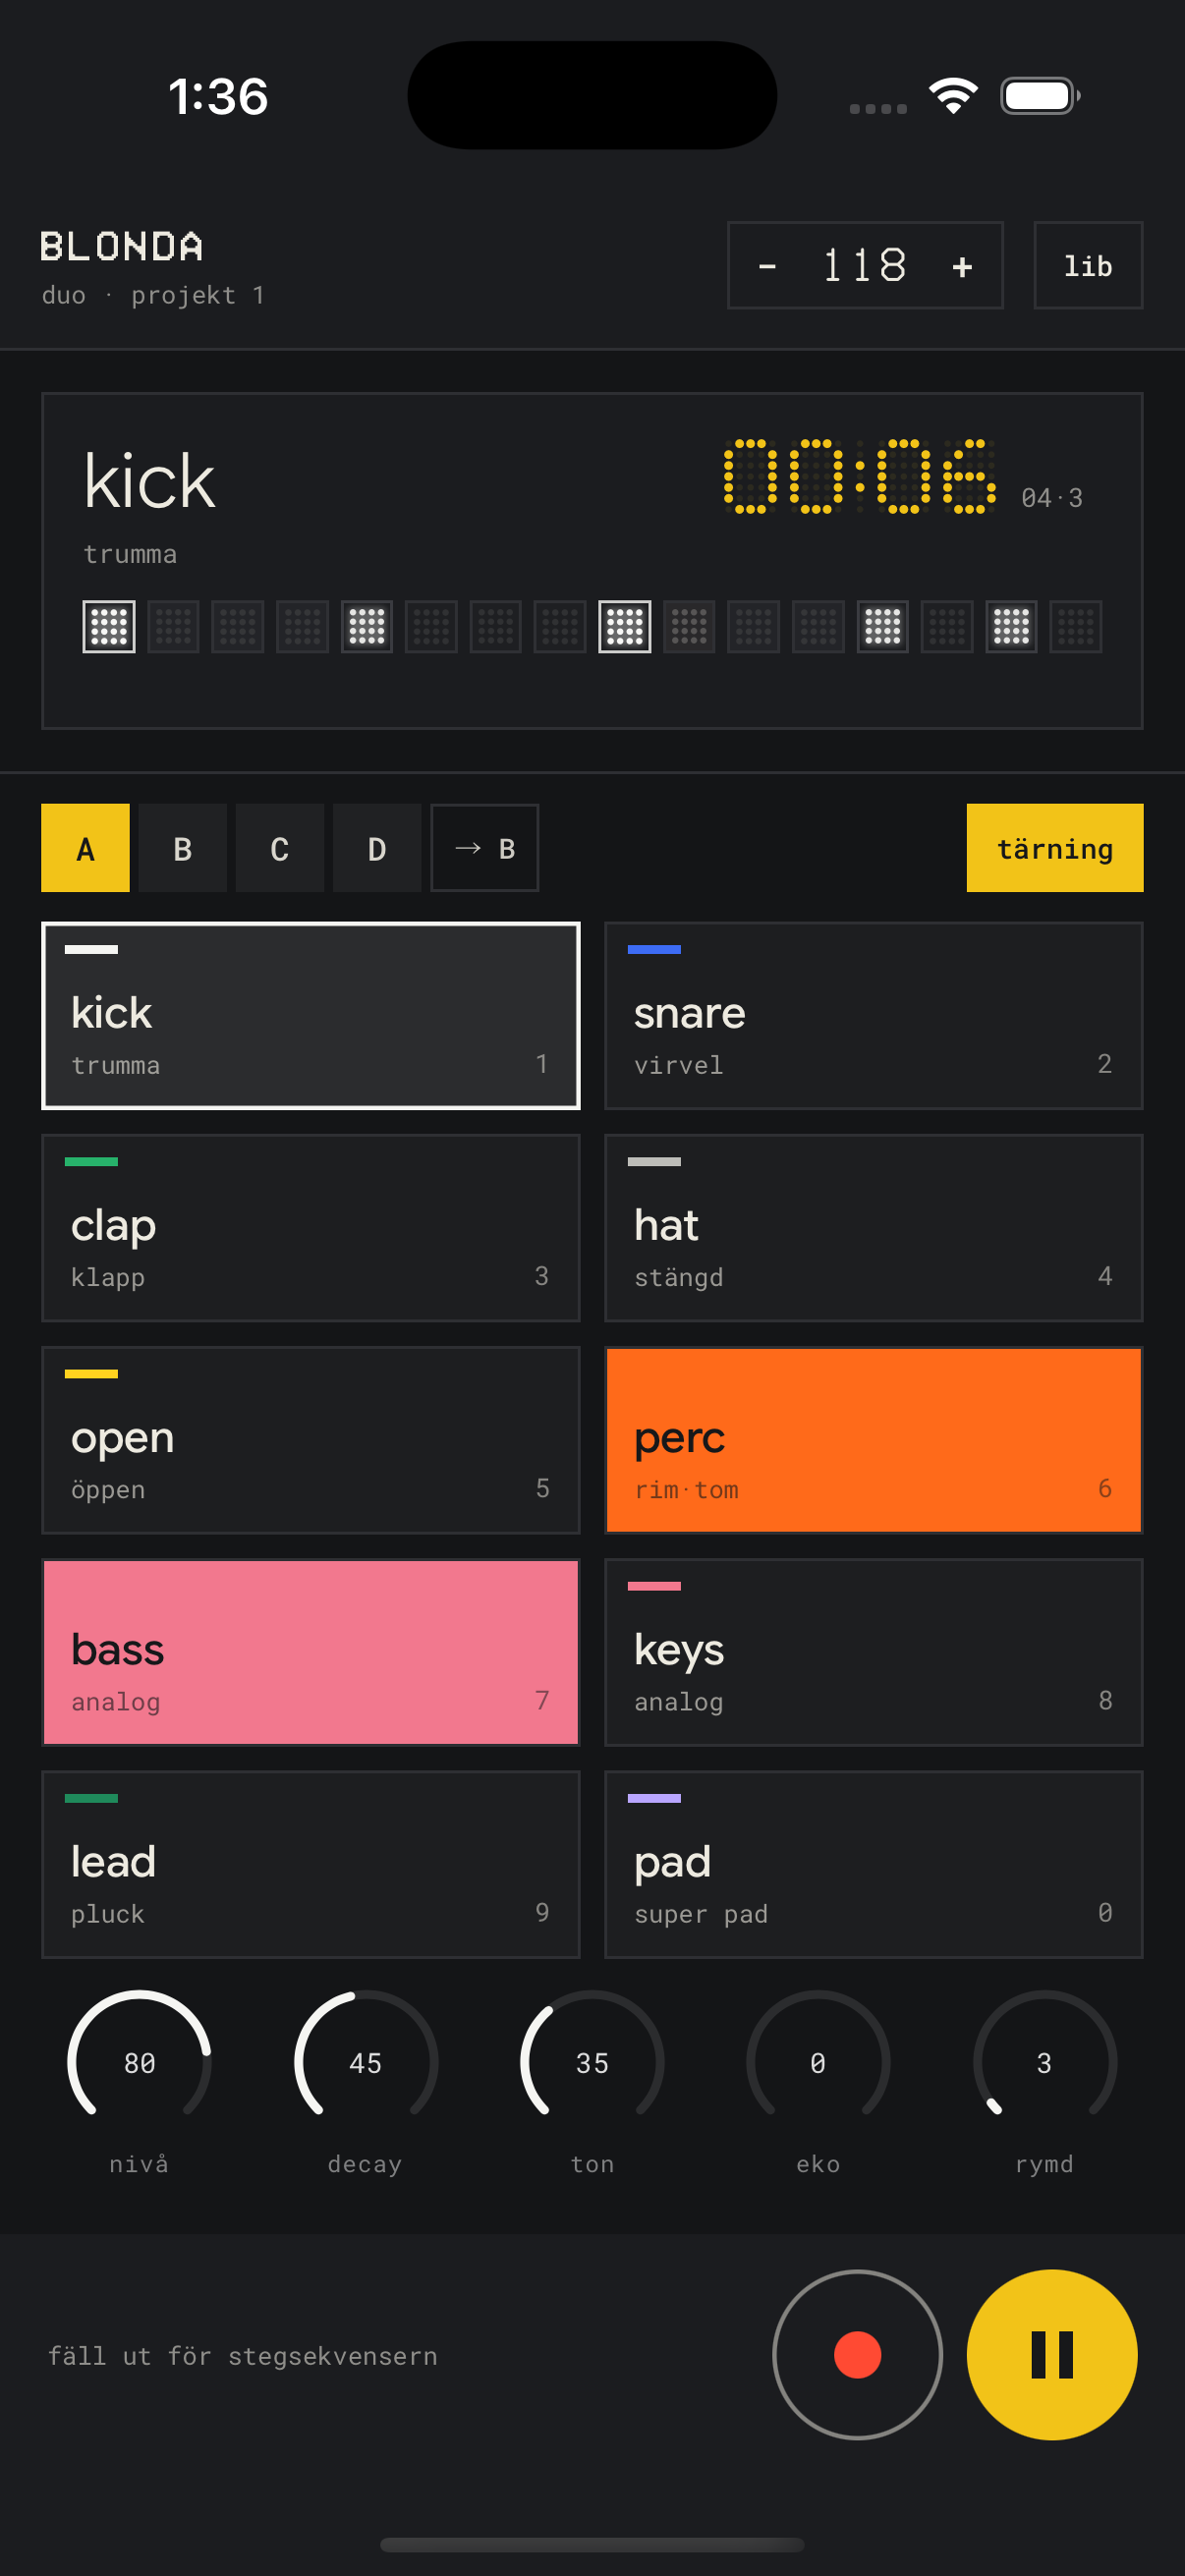 1:36
BLONDA
duo · projekt 1
- 118 +
lib
kick
00:06
04·3
trumma
A B C D → B
tärning
kick
trumma 1
snare
virvel 2
clap
klapp 3
hat
stängd 4
open
öppen 5
perc
rim·tom 6
bass
analog 7
keys
analog 8
lead
pluck 9
pad
super pad 0
80 45 35 0 3
nivå decay ton eko rymd
fäll ut för stegsekvensern